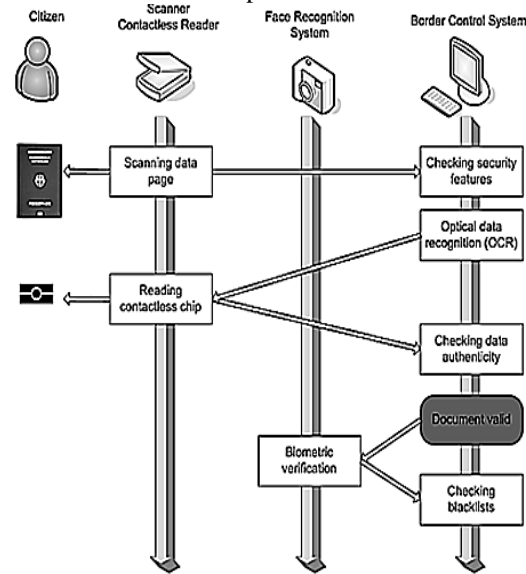 Citizen
Scanner
Contactless Reader
Face Recognition
System
Border Control System
Scanning data
page
Checking security
features
Optical data
recognition (OCR)
Reading
contactless chip
Checking data
authenticity
Document valid
Biometric
verification
Checking
blacklists